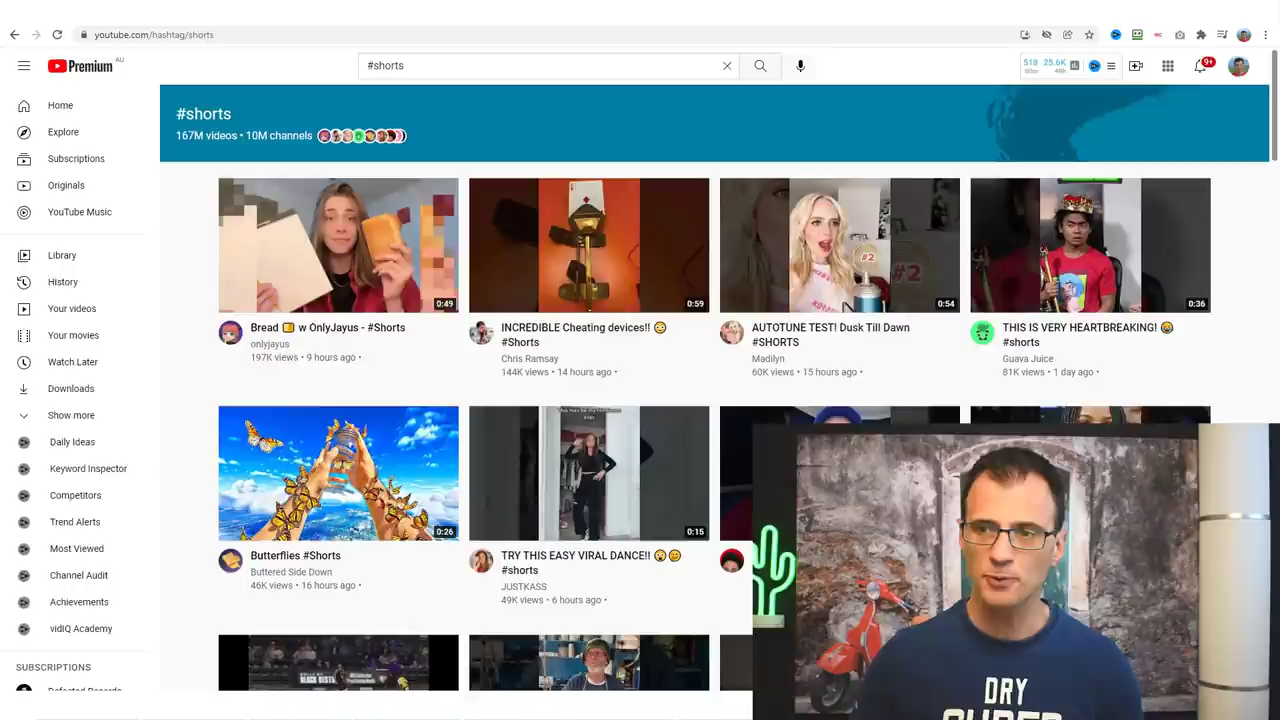 youtube.com/hashtag/shorts
Premium AU
#shorts
518 25.6K
60m 48h
9+
Home
Explore
Subscriptions
Originals
YouTube Music
Library
History
Your videos
Your movies
Watch Later
Downloads
Show more
Daily Ideas
Keyword Inspector
Competitors
Trend Alerts
Most Viewed
Channel Audit
Achievements
vidIQ Academy
SUBSCRIPTIONS
#shorts
167M videos • 10M channels
0:49
Bread w OnlyJayus - #Shorts
onlyjayus
197K views • 9 hours ago •
0:59
INCREDIBLE Cheating devices!! 😳
#Shorts
Chris Ramsay
144K views • 14 hours ago •
#2
#2
0:54
AUTOTUNE TEST! Dusk Till Dawn
#SHORTS
Madilyn
60K views • 15 hours ago •
0:36
THIS IS VERY HEARTBREAKING! 😭
#shorts
Guava Juice
81K views • 1 day ago •
0:26
Butterflies #Shorts
Buttered Side Down
46K views • 16 hours ago •
0:15
TRY THIS EASY VIRAL DANCE!!
#shorts
JUSTKASS
49K views • 6 hours ago •
DRY